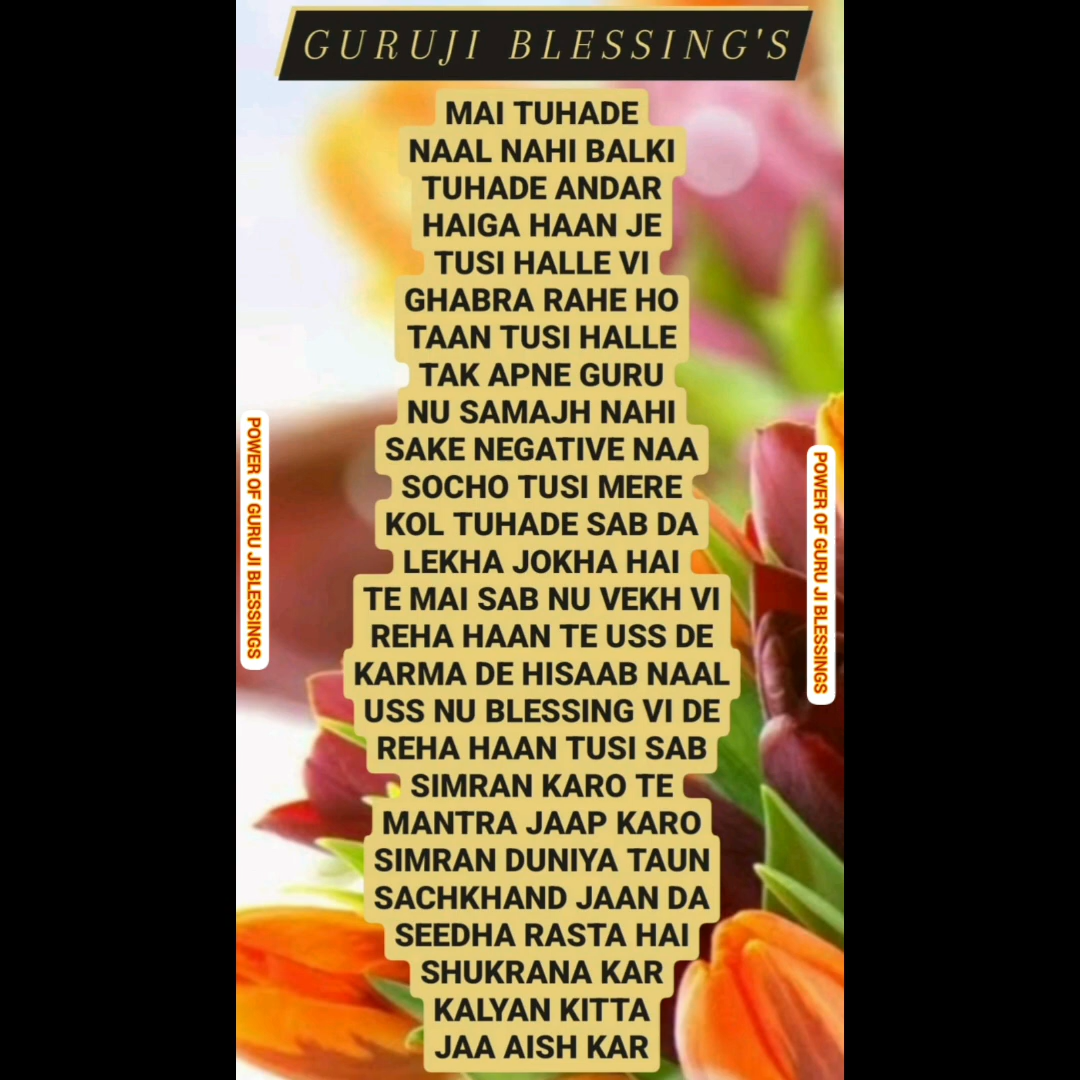 GURUJI BLESSING'S
MAI TUHADE
NAAL NAHI BALKI
TUHADE ANDAR
HAIGA HAAN JE
TUSI HALLE VI
GHABRA RAHE HO
TAAN TUSI HALLE
TAK APNE GURU
NU SAMAJH NAHI
SAKE NEGATIVE NAA
SOCHO TUSI MERE
KOL TUHADE SAB DA
LEKHA JOKHA HAI
TE MAI SAB NU VEKH VI
REHA HAAN TE USS DE
KARMA DE HISAAB NAAL
USS NU BLESSING VI DE
REHA HAAN TUSI SAB
SIMRAN KARO TE
MANTRA JAAP KARO
SIMRAN DUNIYA TAUN
SACHKHAND JAAN DA
SEEDHA RASTA HAI
SHUKRANA KAR
KALYAN KITTA
JAA AISH KAR
POWER OF GURU JI BLESSINGS
POWER OF GURU JI BLESSINGS